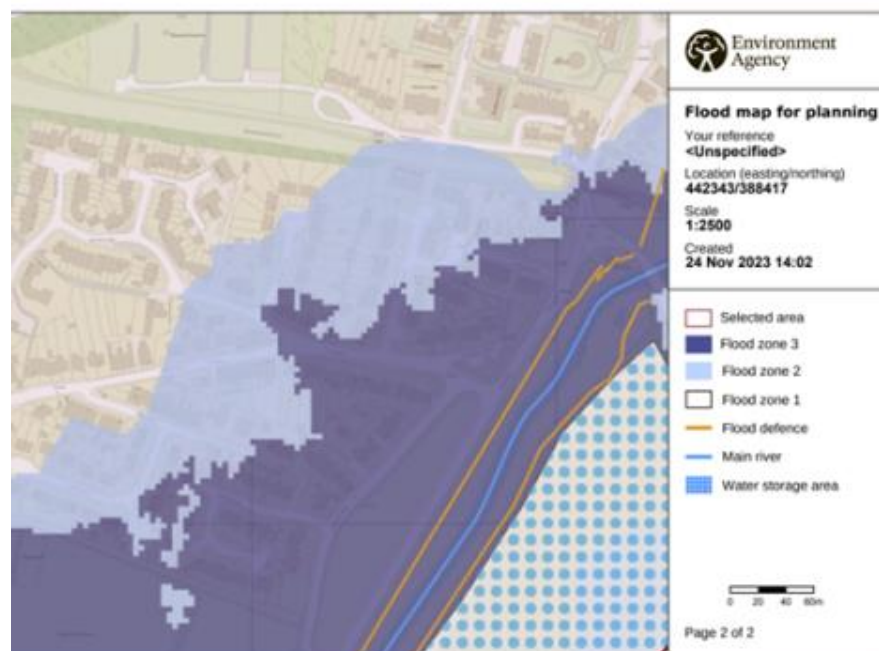 Environment
Agency
Flood map for planning
Your reference
<Unspecified>
Location (easting/northing)
442343/388417
Scale
1:2500
Created
24 Nov 2023 14:02
Selected area
Flood zone 3
Flood zone 2
Flood zone 1
Flood defence
Main river
Water storage area
0 20 40 60m
Page 2 of 2